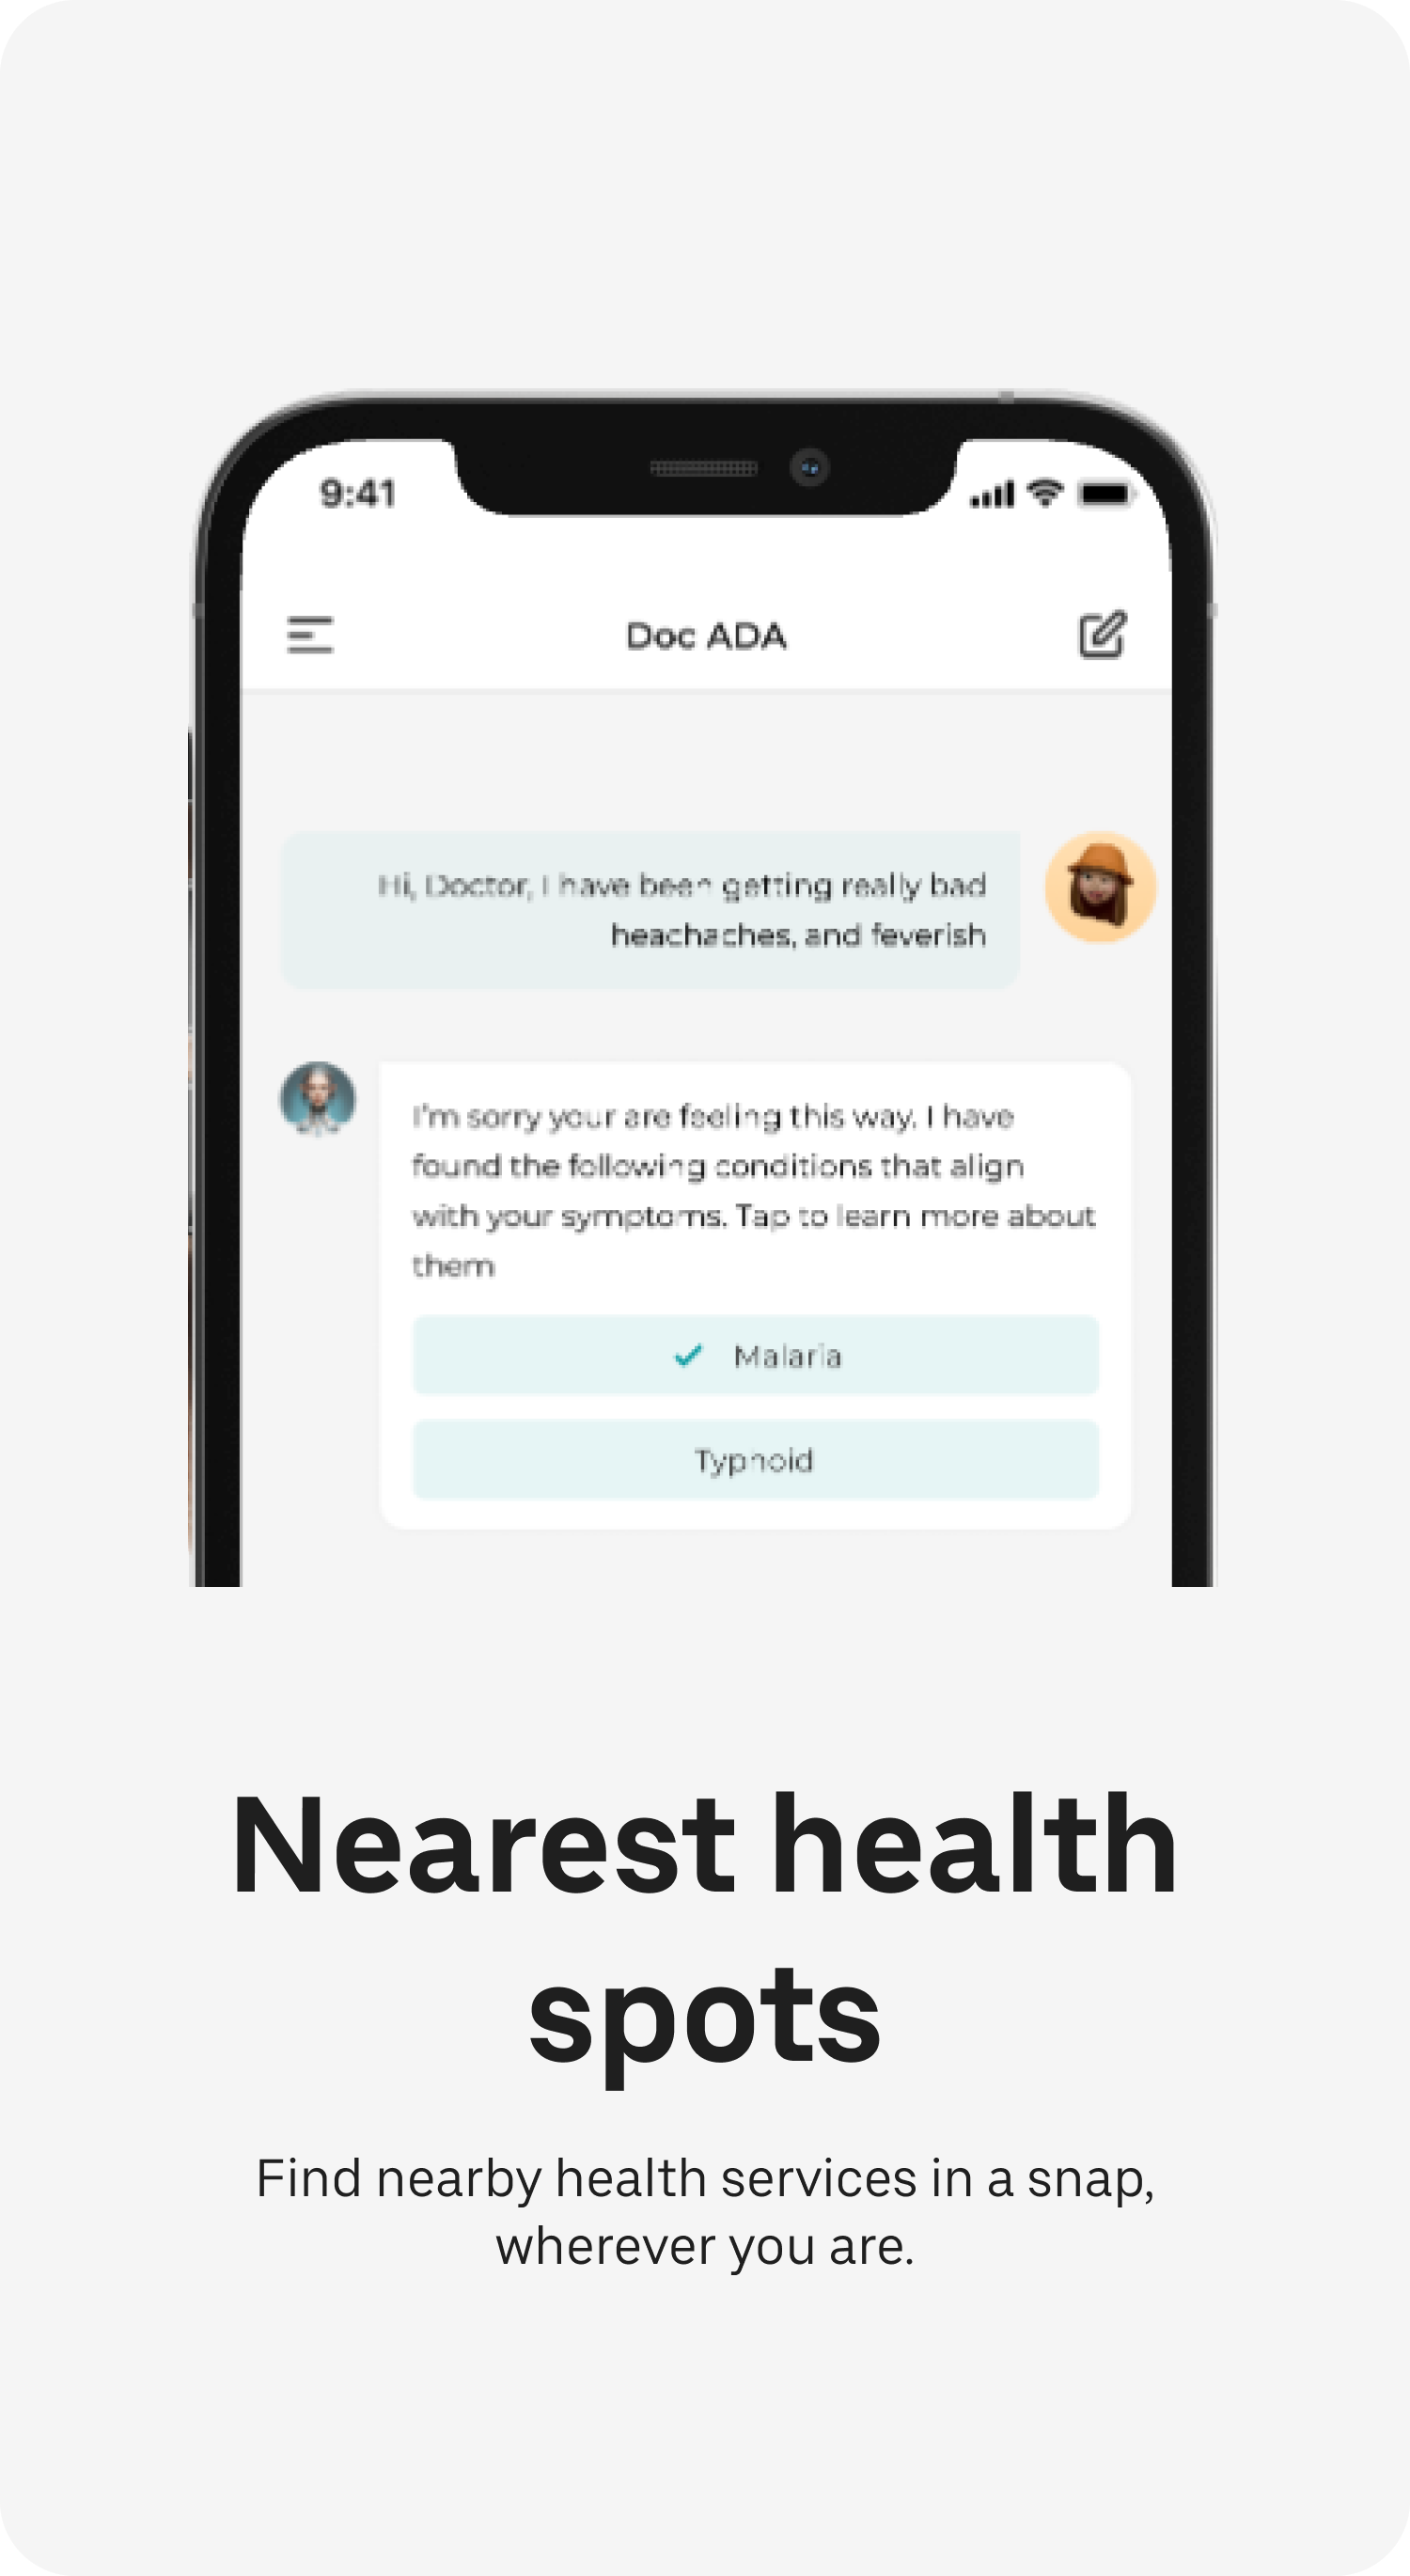 9:41
Doc ADA
Hi, Doctor, I have been getting really bad
heachaches, and feverish
I'm sorry your are feeling this way. I have
found the following conditions that align
with your symptoms. Tap to learn more about
them
Malaria
Typhoid
Nearest health
spots
Find nearby health services in a snap,
wherever you are.